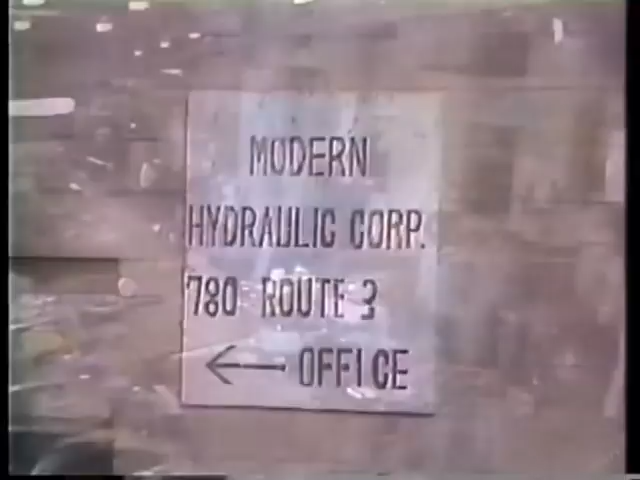 MODERN
HYDRAULIC CORP.
780 ROUTE 3
← OFFICE